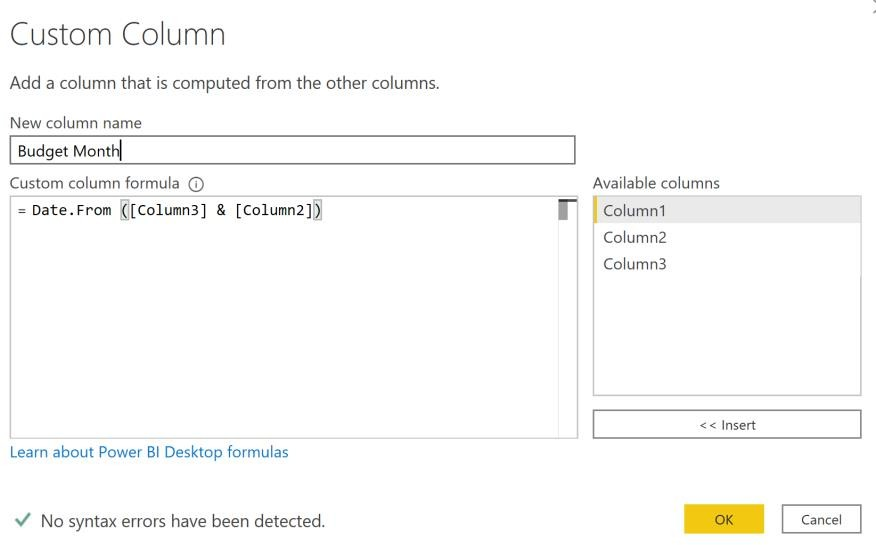 Custom Column
Add a column that is computed from the other columns.
New column name
Budget Month
Custom column formula
= Date.From ([Column3] & [Column2])
Available columns
Column1
Column2
Column3
<< Insert
Learn about Power BI Desktop formulas
No syntax errors have been detected.
OK
Cancel